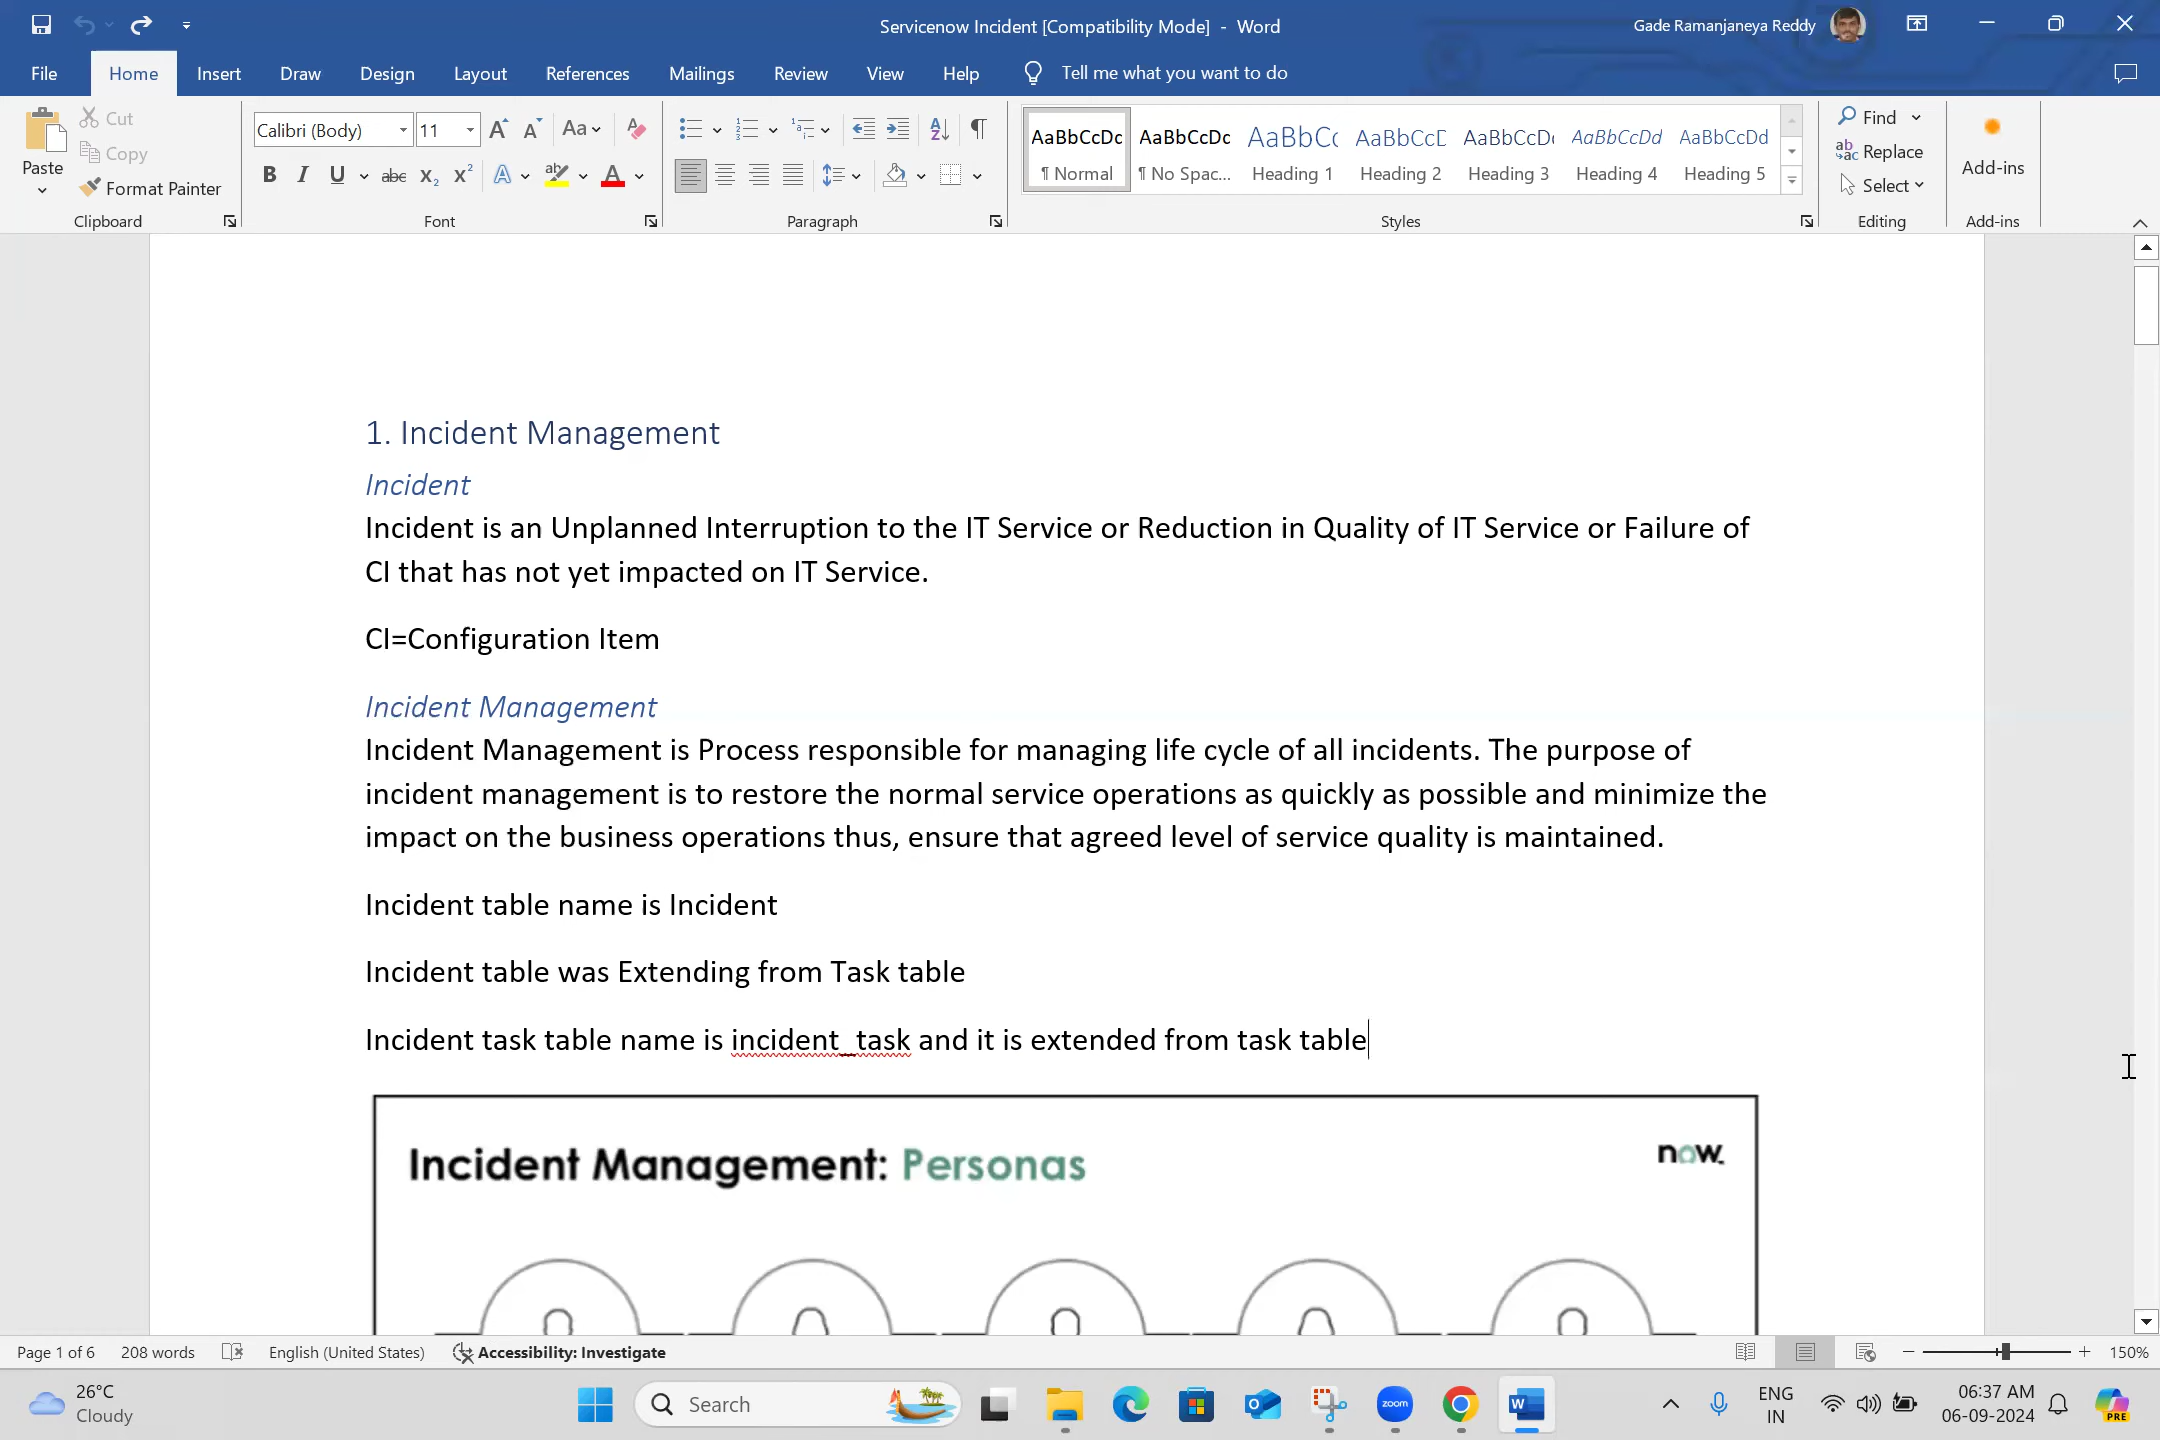 Servicenow Incident [Compatibility Mode] - Word
Gade Ramanjaneya Reddy
File Home Insert Draw Design Layout References Mailings Review View Help Tell me what you want to do
Paste
Cut
Copy
Format Painter
Clipboard
Calibri (Body) 11
Font
Paragraph
AaBbCcDc AaBbCcDc AaBbCc AaBbCcD AaBbCcDd AaBbCcDd AaBbCcDd
¶ Normal ¶ No Spac... Heading 1 Heading 2 Heading 3 Heading 4 Heading 5
Styles
Find
Replace
Select
Editing
Add-ins
Add-ins
1. Incident Management
Incident
Incident is an Unplanned Interruption to the IT Service or Reduction in Quality of IT Service or Failure of
CI that has not yet impacted on IT Service.
CI=Configuration Item
Incident Management
Incident Management is Process responsible for managing life cycle of all incidents. The purpose of
incident management is to restore the normal service operations as quickly as possible and minimize the
impact on the business operations thus, ensure that agreed level of service quality is maintained.
Incident table name is Incident
Incident table was Extending from Task table
Incident task table name is incident_task and it is extended from task table
Incident Management: Personas
now.
Page 1 of 6 208 words English (United States) Accessibility: Investigate 150%
26°C
Cloudy
Search
zoom
ENG
IN
06:37 AM
06-09-2024
PRE